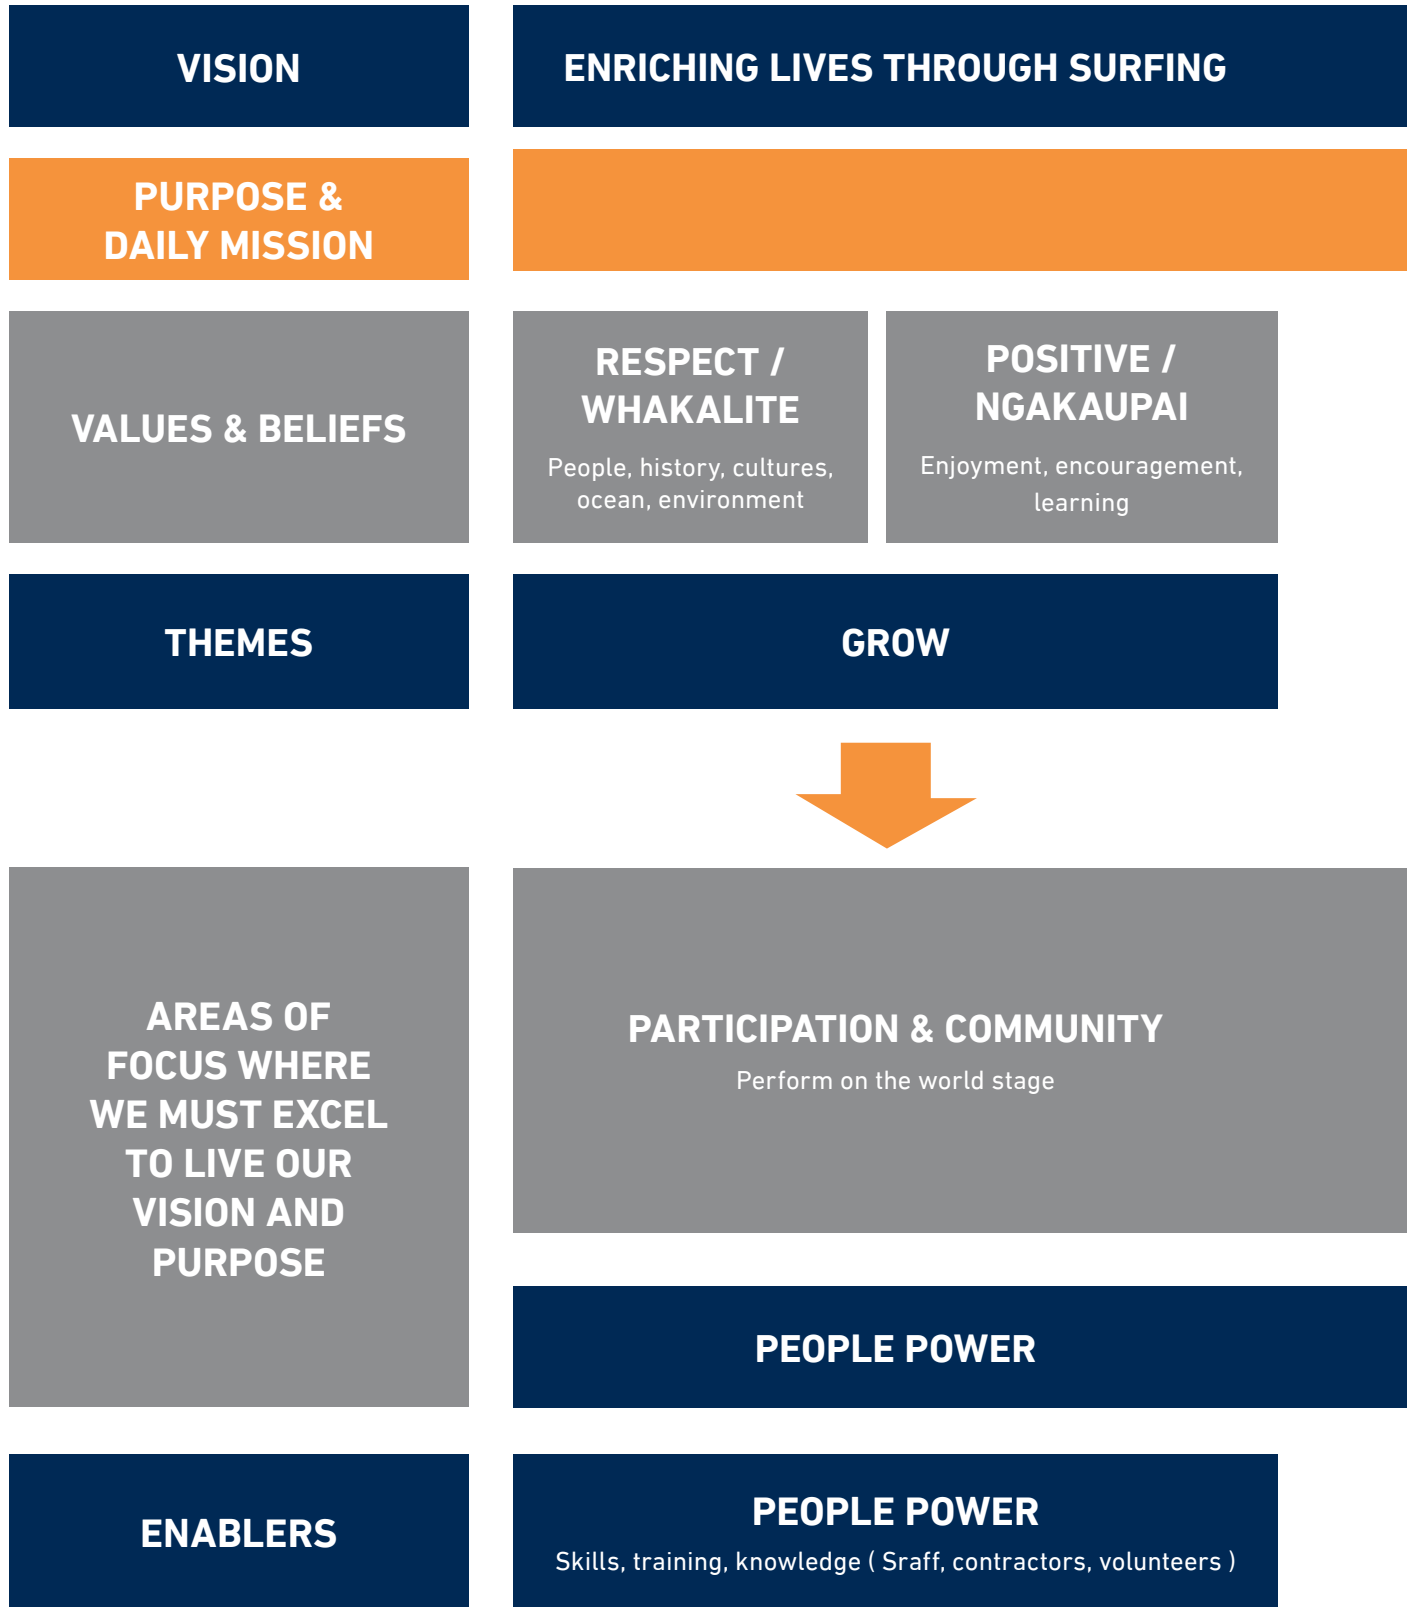 VISION
ENRICHING LIVES THROUGH SURFING
PURPOSE &
DAILY MISSION
VALUES & BELIEFS
RESPECT /
WHAKALITE
People, history, cultures,
ocean, environment
POSITIVE /
NGAKAUPAI
Enjoyment, encouragement,
learning
THEMES
GROW
AREAS OF
FOCUS WHERE
WE MUST EXCEL
TO LIVE OUR
VISION AND
PURPOSE
PARTICIPATION & COMMUNITY
Perform on the world stage
PEOPLE POWER
ENABLERS
PEOPLE POWER
Skills, training, knowledge ( Sraff, contractors, volunteers )